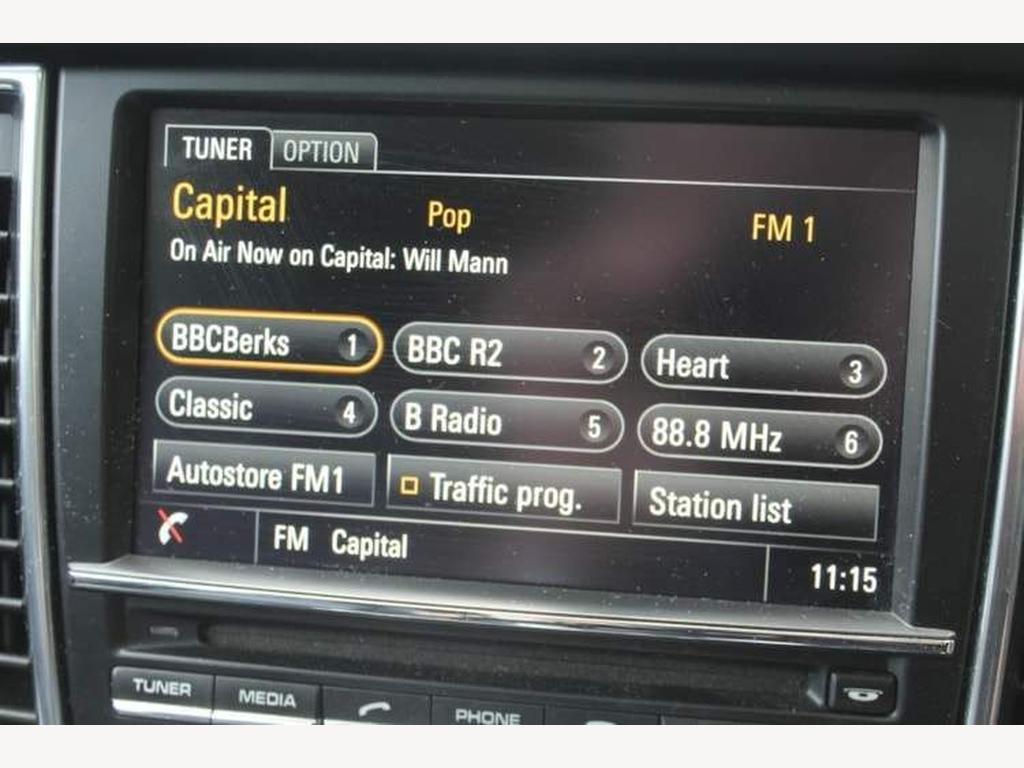 TUNER OPTION
Capital Pop FM 1
On Air Now on Capital: Will Mann
BBCBerks 1 BBC R2 2 Heart 3
Classic 4 B Radio 5 88.8 MHz 6
Autostore FM1 Traffic prog. Station list
FM Capital 11:15
TUNER MEDIA PHONE